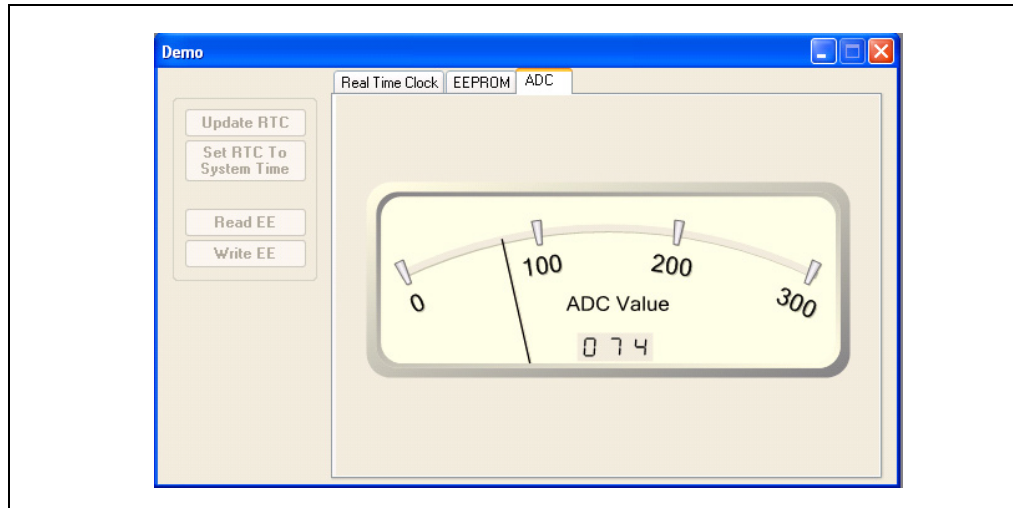 Demo
Real Time Clock EEPROM ADC
Update RTC
Set RTC To
System Time
Read EE
Write EE
0 100 200 300
ADC Value
074